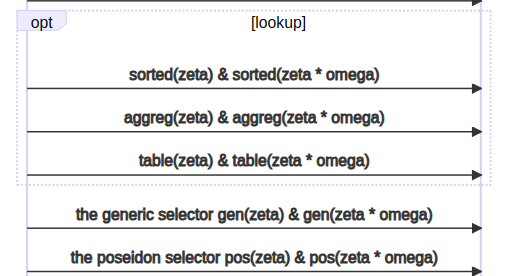 opt [lookup]
sorted(zeta) & sorted(zeta * omega)
aggreg(zeta) & aggreg(zeta * omega)
table(zeta) & table(zeta * omega)
the generic selector gen(zeta) & gen(zeta * omega)
the poseidon selector pos(zeta) & pos(zeta * omega)